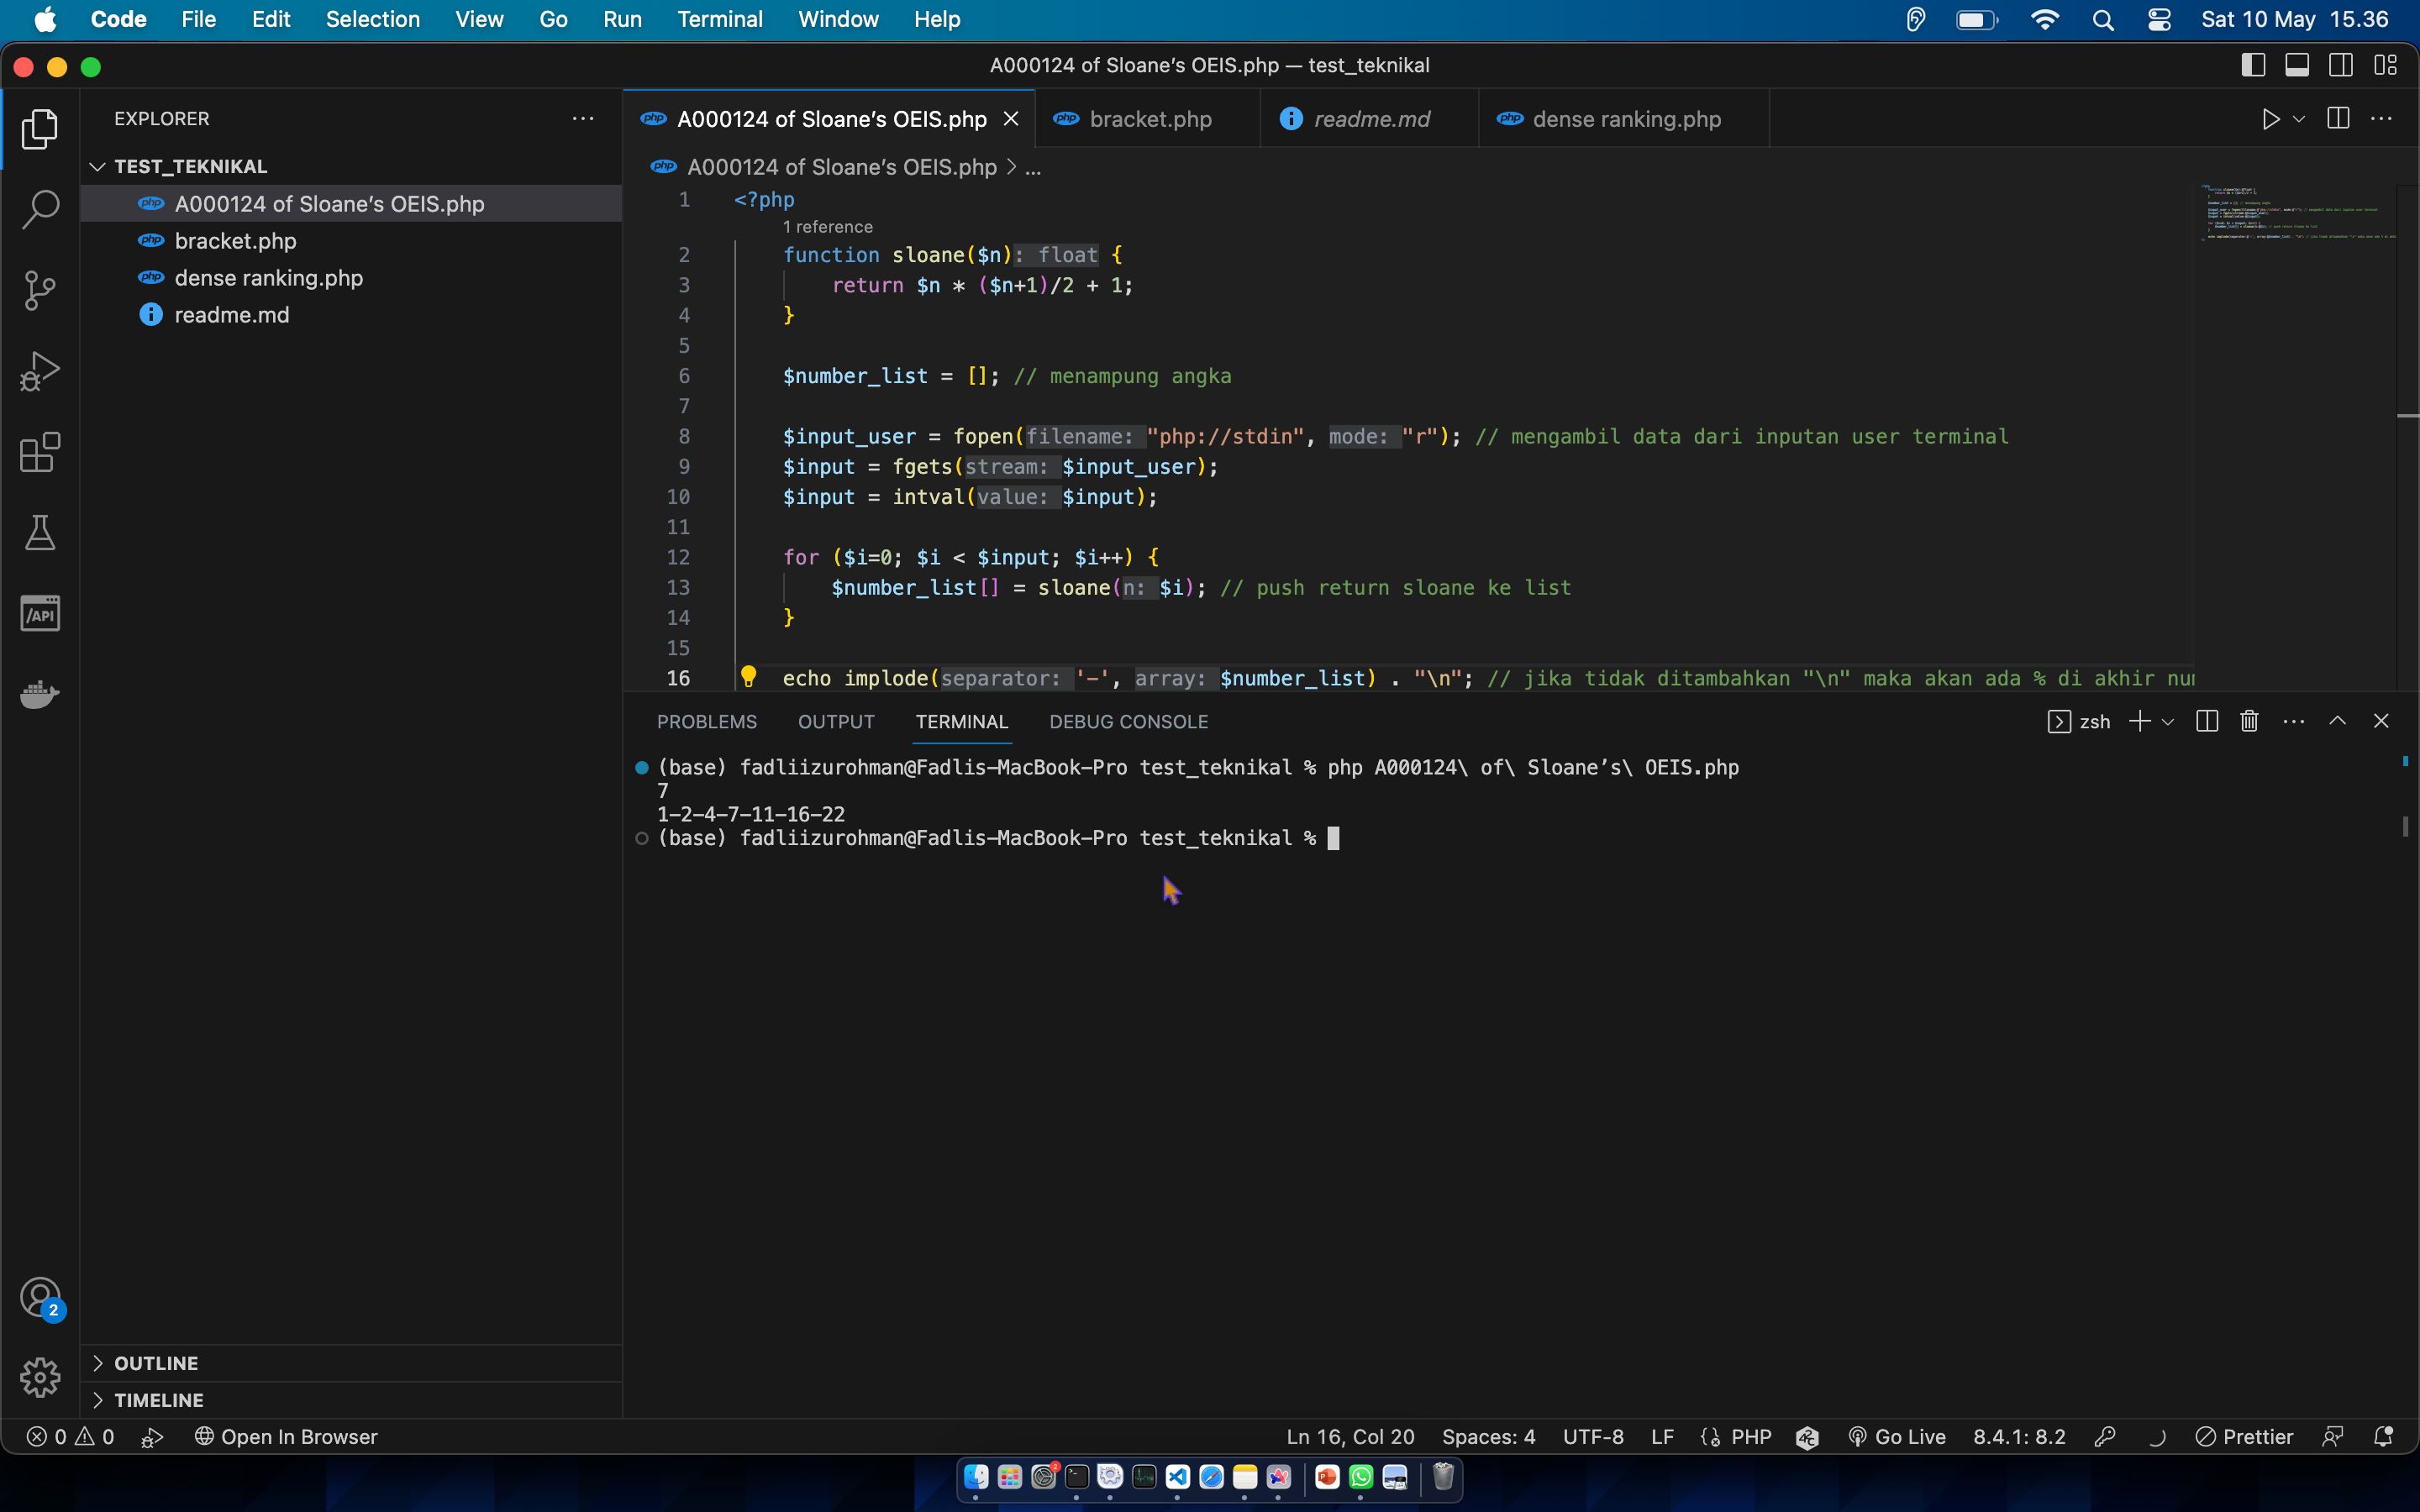 Code File Edit Selection View Go Run Terminal Window Help Sat 10 May 15.36
A000124 of Sloane’s OEIS.php — test_teknikal
EXPLORER
TEST_TEKNIKAL
php A000124 of Sloane’s OEIS.php
php bracket.php
php dense ranking.php
readme.md
/API
2
OUTLINE
TIMELINE
php A000124 of Sloane’s OEIS.php php bracket.php readme.md php dense ranking.php
php A000124 of Sloane’s OEIS.php > ...
1 <?php
1 reference
2 function sloane($n): float {
3 return $n * ($n+1)/2 + 1;
4 }
5
6 $number_list = []; // menampung angka
7
8 $input_user = fopen(filename: "php://stdin", mode: "r"); // mengambil data dari inputan user terminal
9 $input = fgets(stream: $input_user);
10 $input = intval(value: $input);
11
12 for ($i=0; $i < $input; $i++) {
13 $number_list[] = sloane(n: $i); // push return sloane ke list
14 }
15
16 echo implode(separator: '-', array: $number_list) . "\n"; // jika tidak ditambahkan "\n" maka akan ada % di akhir
PROBLEMS OUTPUT TERMINAL DEBUG CONSOLE zsh
(base) fadliizurohman@Fadlis-MacBook-Pro test_teknikal % php A000124\ of\ Sloane’s\ OEIS.php
7
1-2-4-7-11-16-22
(base) fadliizurohman@Fadlis-MacBook-Pro test_teknikal %
0 0 Open In Browser Ln 16, Col 20 Spaces: 4 UTF-8 LF PHP Go Live 8.4.1: 8.2 Prettier
2